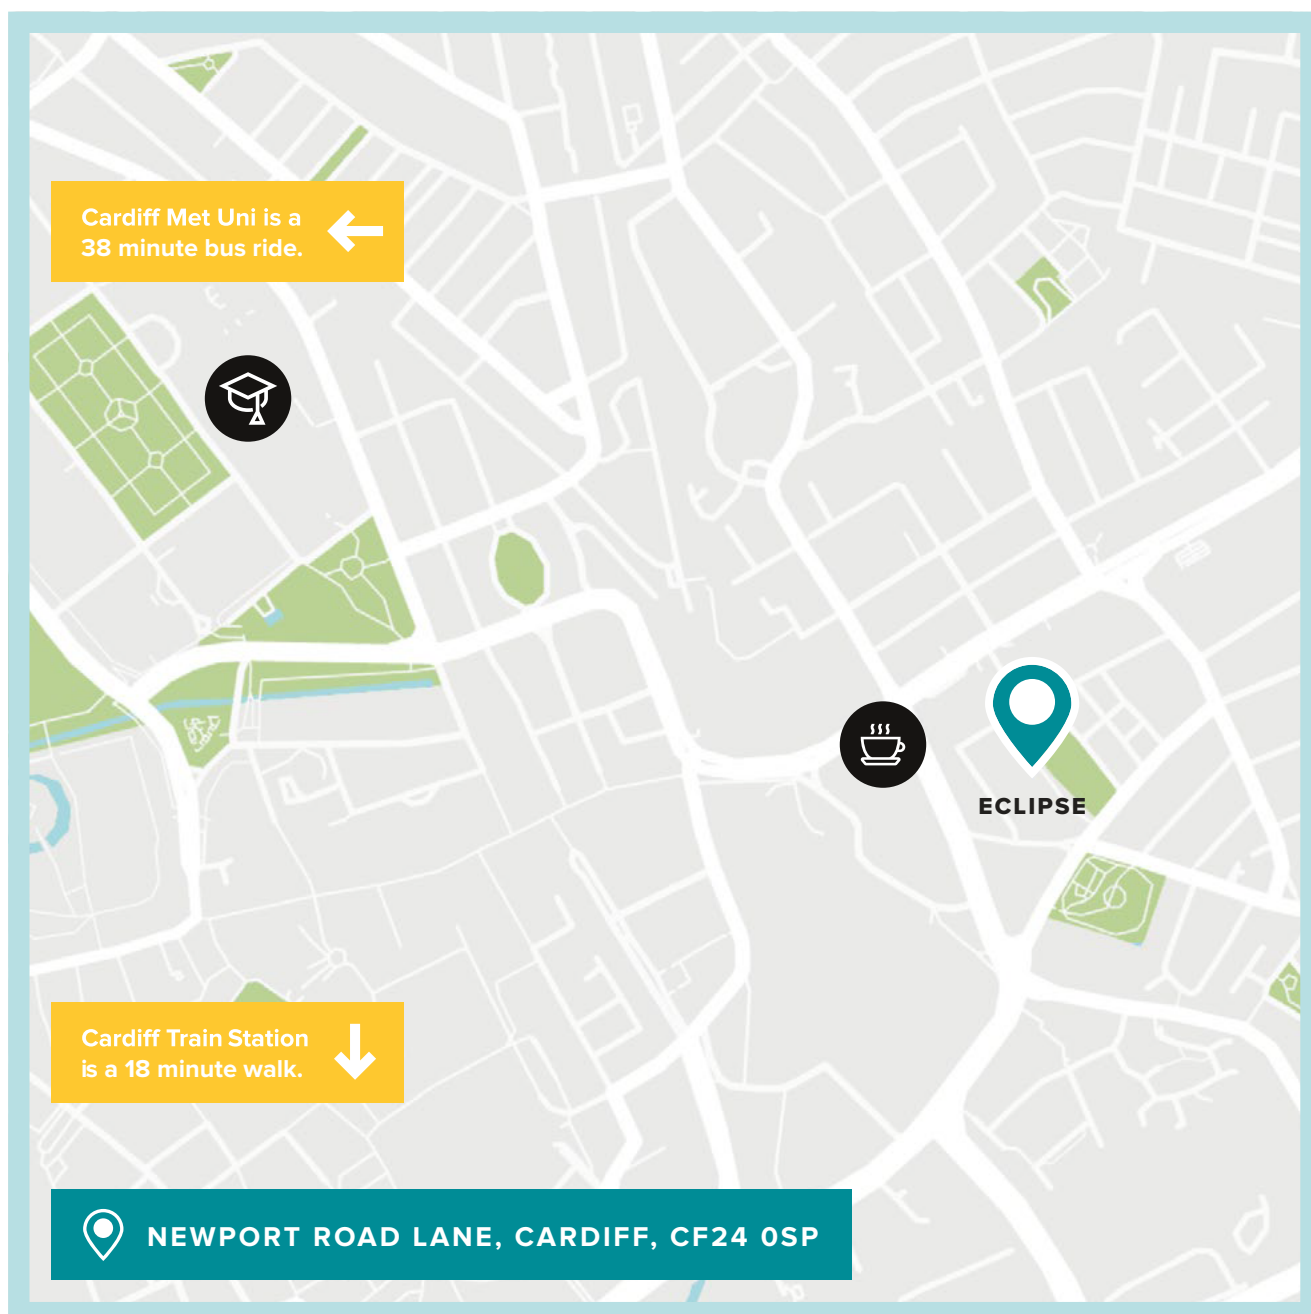 Cardiff Met Uni is a
38 minute bus ride.
ECLIPSE
Cardiff Train Station
is a 18 minute walk.
NEWPORT ROAD LANE, CARDIFF, CF24 0SP